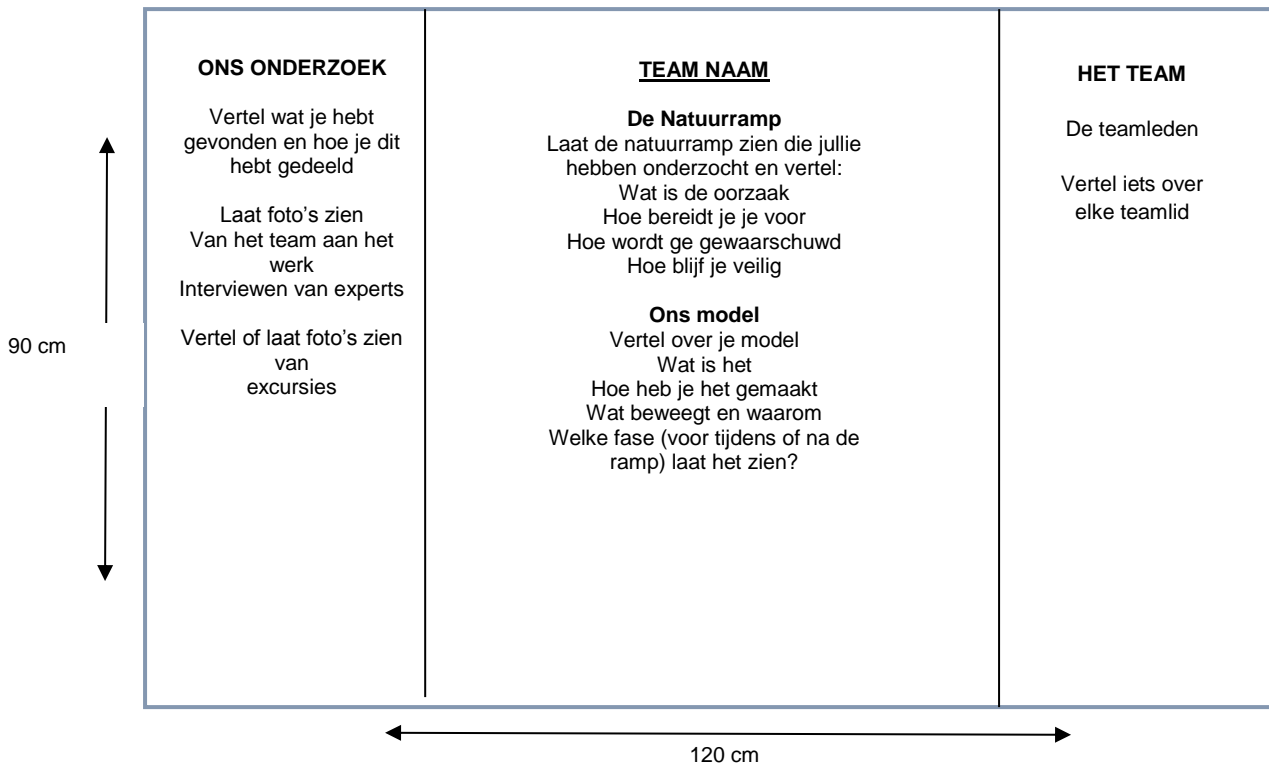 ONS ONDERZOEK
Vertel wat je hebt
gevonden en hoe je dit
hebt gedeeld
Laat foto's zien
Van het team aan het
werk
Interviewen van experts
Vertel of laat foto's zien
van
excursies
TEAM NAAM
De Natuurramp
Laat de natuurramp zien die jullie
hebben onderzocht en vertel:
Wat is de oorzaak
Hoe bereidt je je voor
Hoe wordt ge gewaarschuwd
Hoe blijf je veilig
Ons model
Vertel over je model
Wat is het
Hoe heb je het gemaakt
Wat beweegt en waarom
Welke fase (voor tijdens of na de
ramp) laat het zien?
HET TEAM
De teamleden
Vertel iets over
elke teamlid
90 cm
120 cm